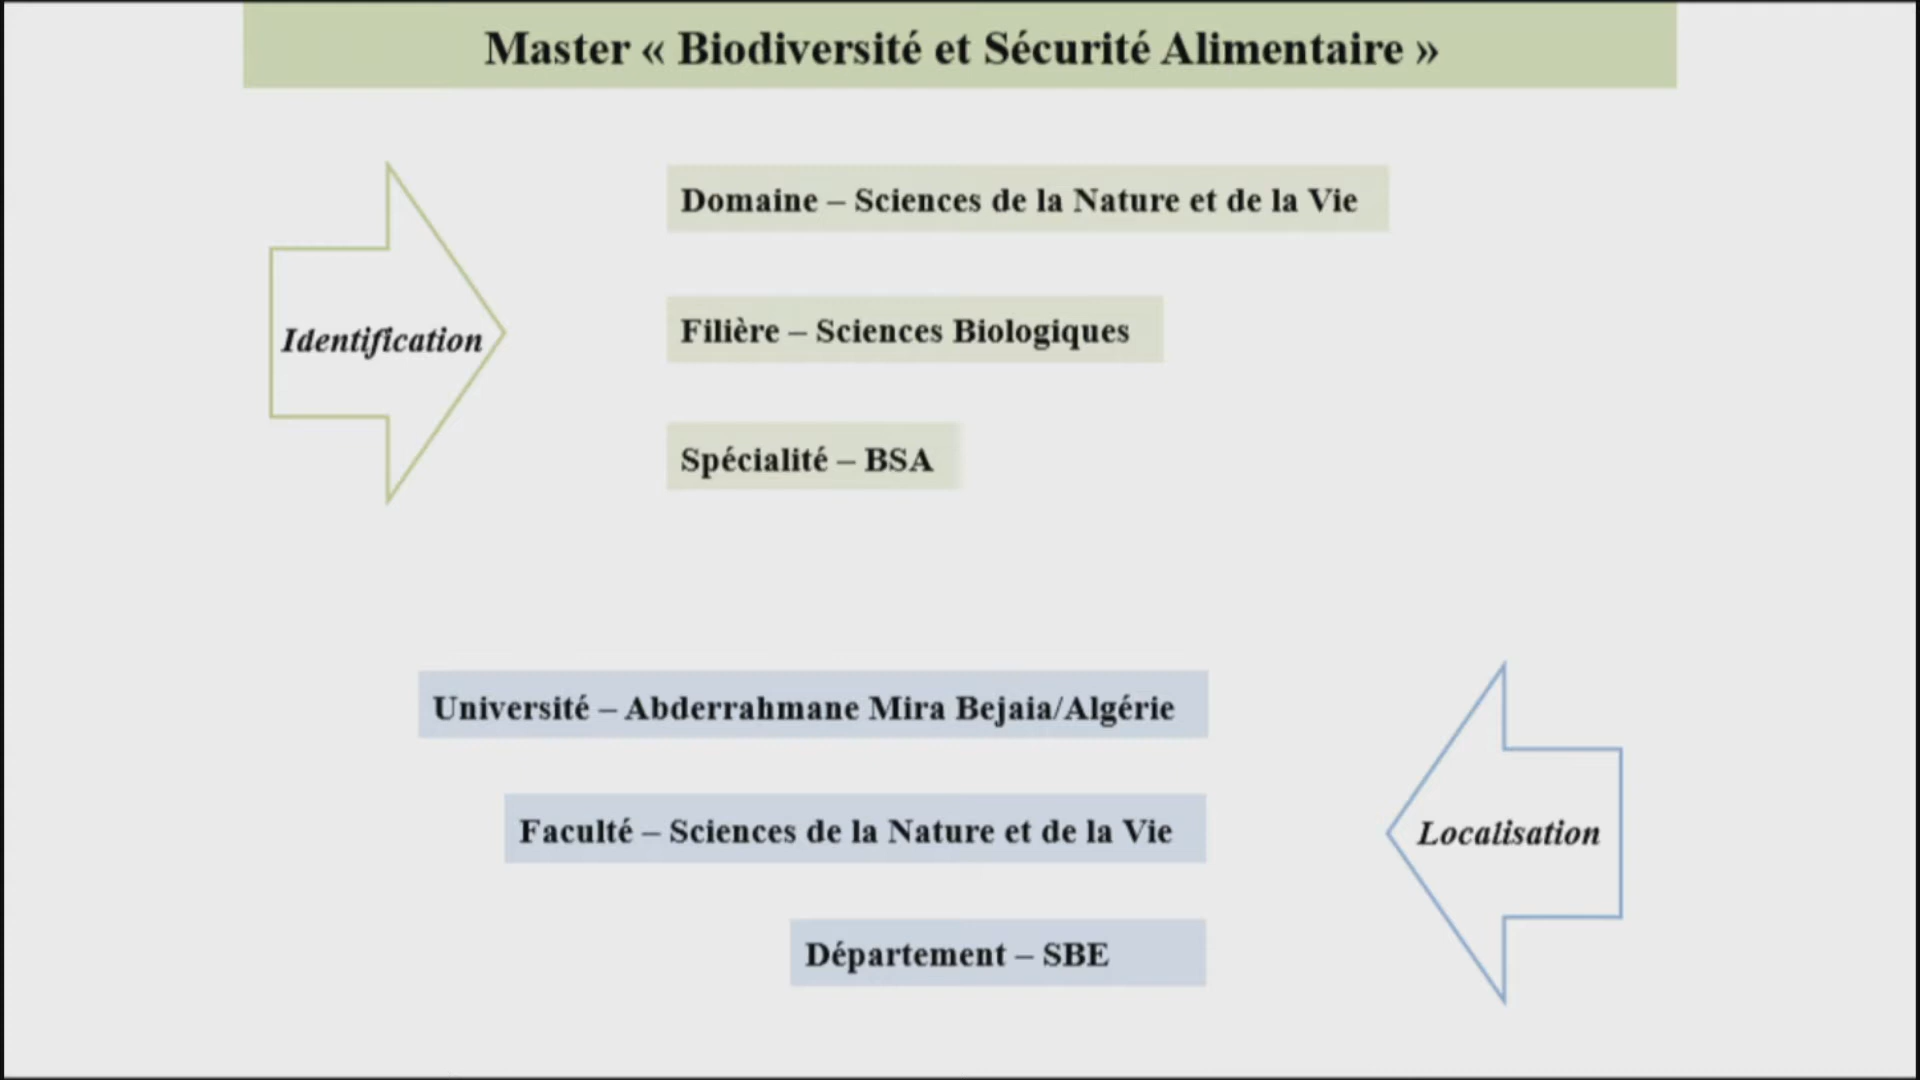 Master « Biodiversité et Sécurité Alimentaire »
Identification
Domaine – Sciences de la Nature et de la Vie
Filière – Sciences Biologiques
Spécialité – BSA
Université – Abderrahmane Mira Bejaia/Algérie
Faculté – Sciences de la Nature et de la Vie
Département – SBE
Localisation